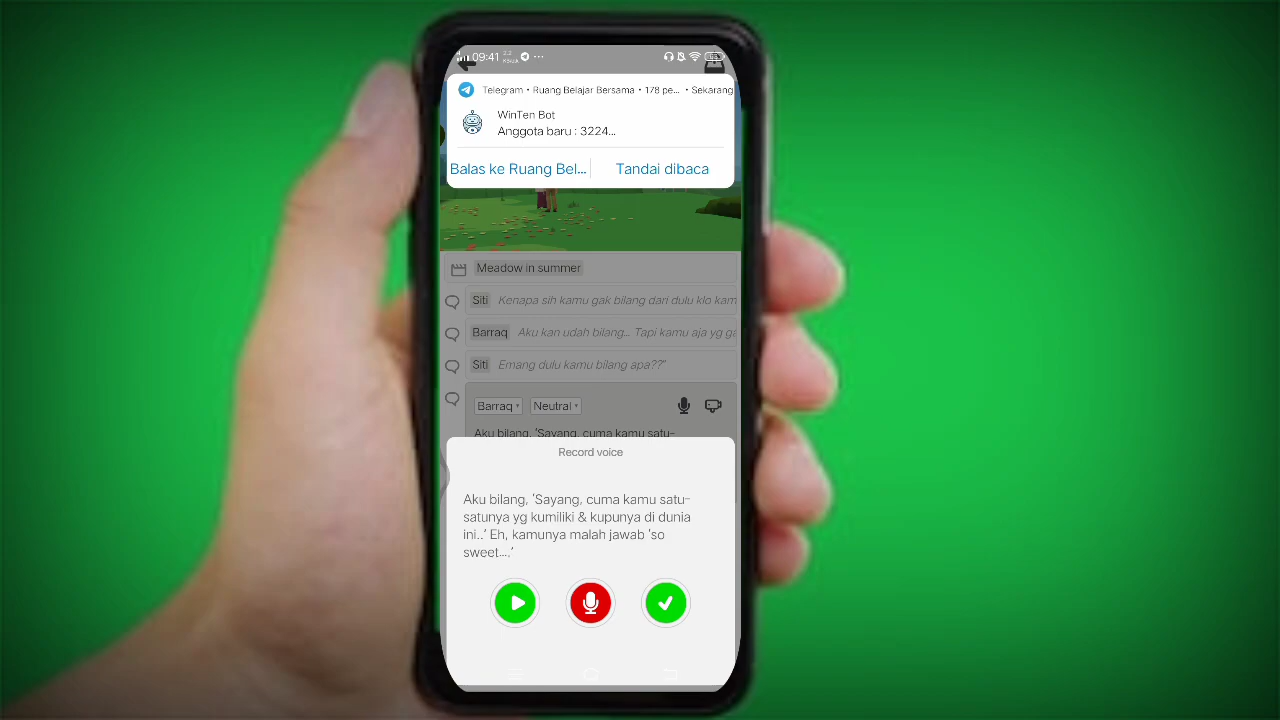 09:41
Telegram • Ruang Belajar Bersama • 178 pe... • Sekarang
WinTen Bot
Anggota baru : 3224...
Balas ke Ruang Bel...
Tandai dibaca
Meadow in summer
Siti Kenapa sih kamu gak bilang dari dulu klo kam
Barraq Aku kan udah bilang... Tapi kamu aja yg ga
Siti Emang dulu kamu bilang apa??"
Barraq Neutral
Aku bilang, 'Sayang, cuma kamu satu-
Record voice
Aku bilang, 'Sayang, cuma kamu satu-
satunya yg kumiliki & kupunya di dunia
ini..' Eh, kamunya malah jawab 'so
sweet....'